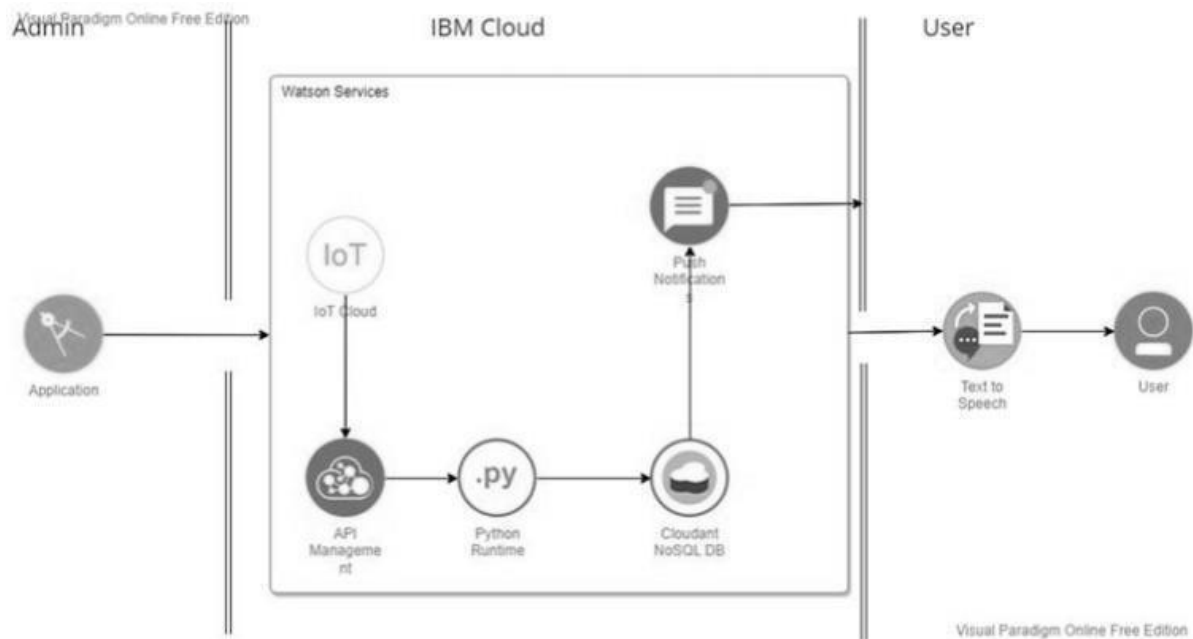 Visual Paradigm Online Free Edition
Admin
IBM Cloud
User
Watson Services
IoT
IoT Cloud
Push
Notification
s
Application
Text to
Speech
User
.py
API
Manageme
nt
Python
Runtime
Cloudant
NoSQL DB
Visual Paradigm Online Free Edition